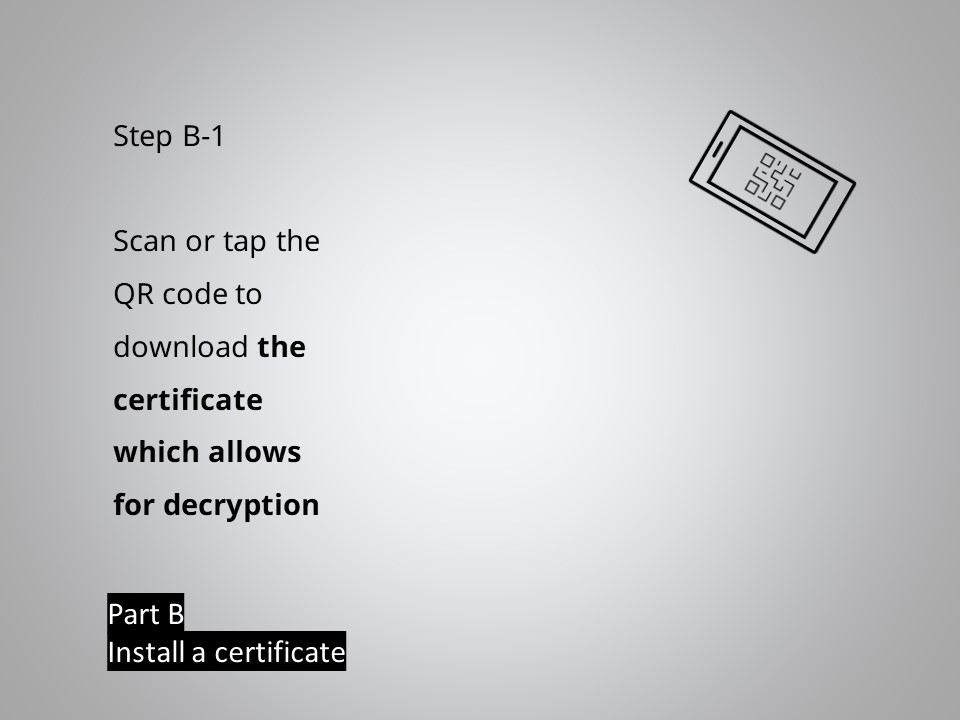 Step B-1
Scan or tap the
QR code to
download the
certificate
which allows
for decryption
Part B
Install a certificate